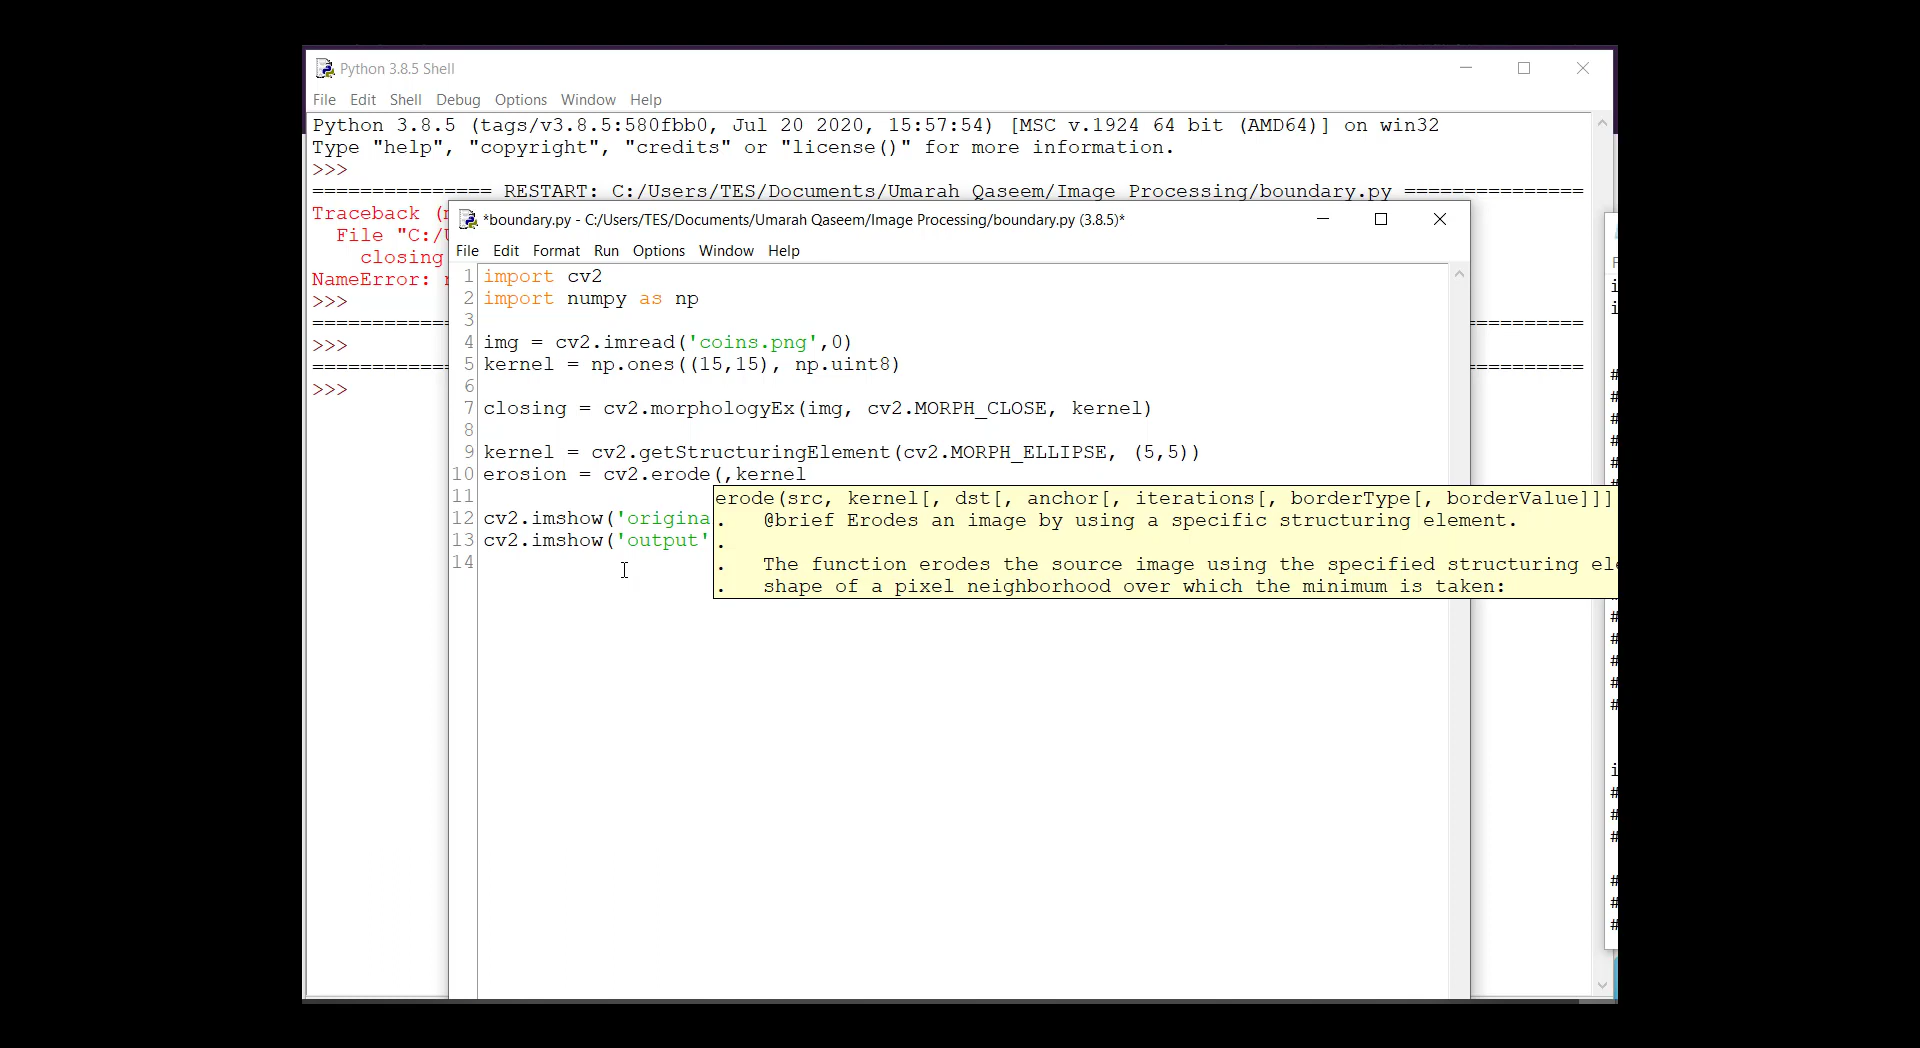 Python 3.8.5 Shell
File Edit Shell Debug Options Window Help
Python 3.8.5 (tags/v3.8.5:580fbb0, Jul 20 2020, 15:57:54) [MSC v.1924 64 bit (AMD64)] on win32
Type "help", "copyright", "credits" or "license()" for more information.
>>>
=============== RESTART: C:/Users/TES/Documents/Umarah Qaseem/Image Processing/boundary.py ===============
Traceback (
File "C:/
closing
NameError:
>>>
>>>
>>>
*boundary.py - C:/Users/TES/Documents/Umarah Qaseem/Image Processing/boundary.py (3.8.5)*
File Edit Format Run Options Window Help
1 import cv2
2 import numpy as np
3
4 img = cv2.imread('coins.png',0)
5 kernel = np.ones((15,15), np.uint8)
6
7 closing = cv2.morphologyEx(img, cv2.MORPH_CLOSE, kernel)
8
9 kernel = cv2.getStructuringElement(cv2.MORPH_ELLIPSE, (5,5))
10 erosion = cv2.erode(,kernel
11
12 cv2.imshow('origina
13 cv2.imshow('output'
14
erode(src, kernel[, dst[, anchor[, iterations[, borderType[, borderValue]]]
. @brief Erodes an image by using a specific structuring element.
.
. The function erodes the source image using the specified structuring ele
. shape of a pixel neighborhood over which the minimum is taken: